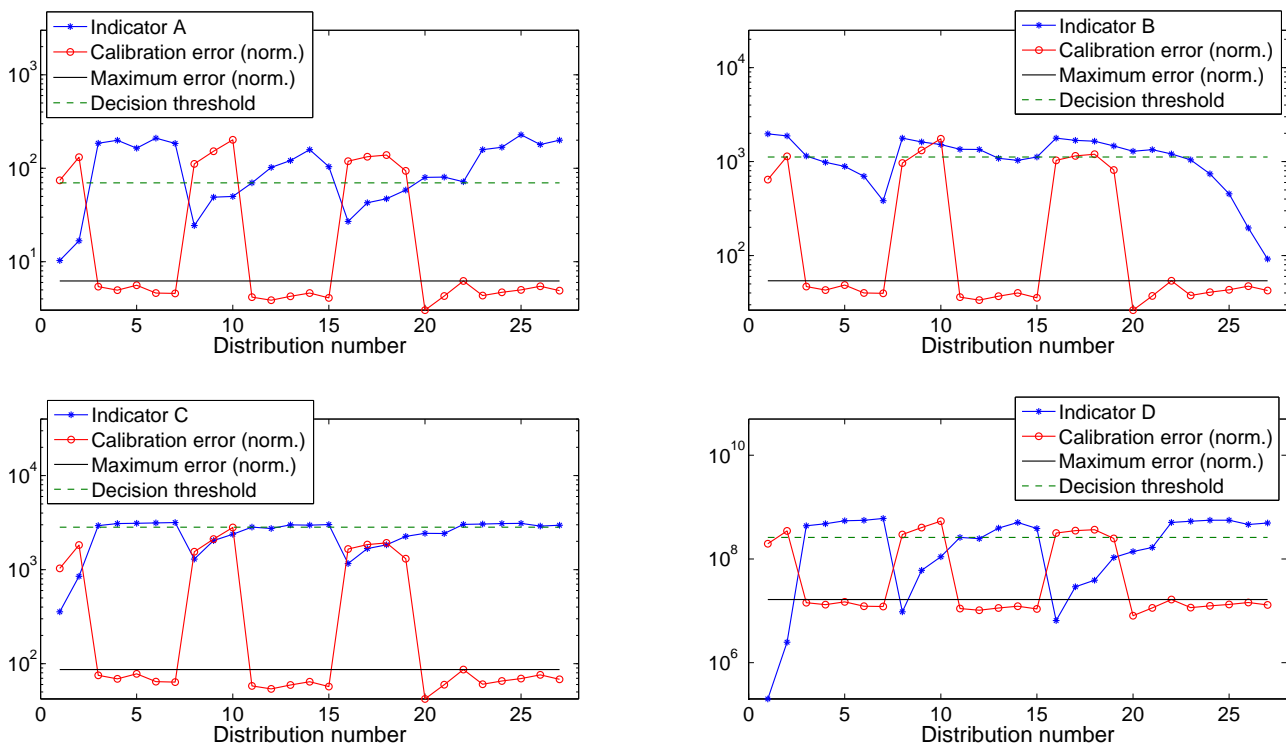 Indicator A
Calibration error (norm.)
Maximum error (norm.)
Decision threshold
10^3
10^2
10^1
0 5 10 15 20 25
Distribution number
Indicator B
Calibration error (norm.)
Maximum error (norm.)
Decision threshold
10^4
10^3
10^2
0 5 10 15 20 25
Distribution number
Indicator C
Calibration error (norm.)
Maximum error (norm.)
Decision threshold
10^4
10^3
10^2
0 5 10 15 20 25
Distribution number
Indicator D
Calibration error (norm.)
Maximum error (norm.)
Decision threshold
10^10
10^8
10^6
0 5 10 15 20 25
Distribution number